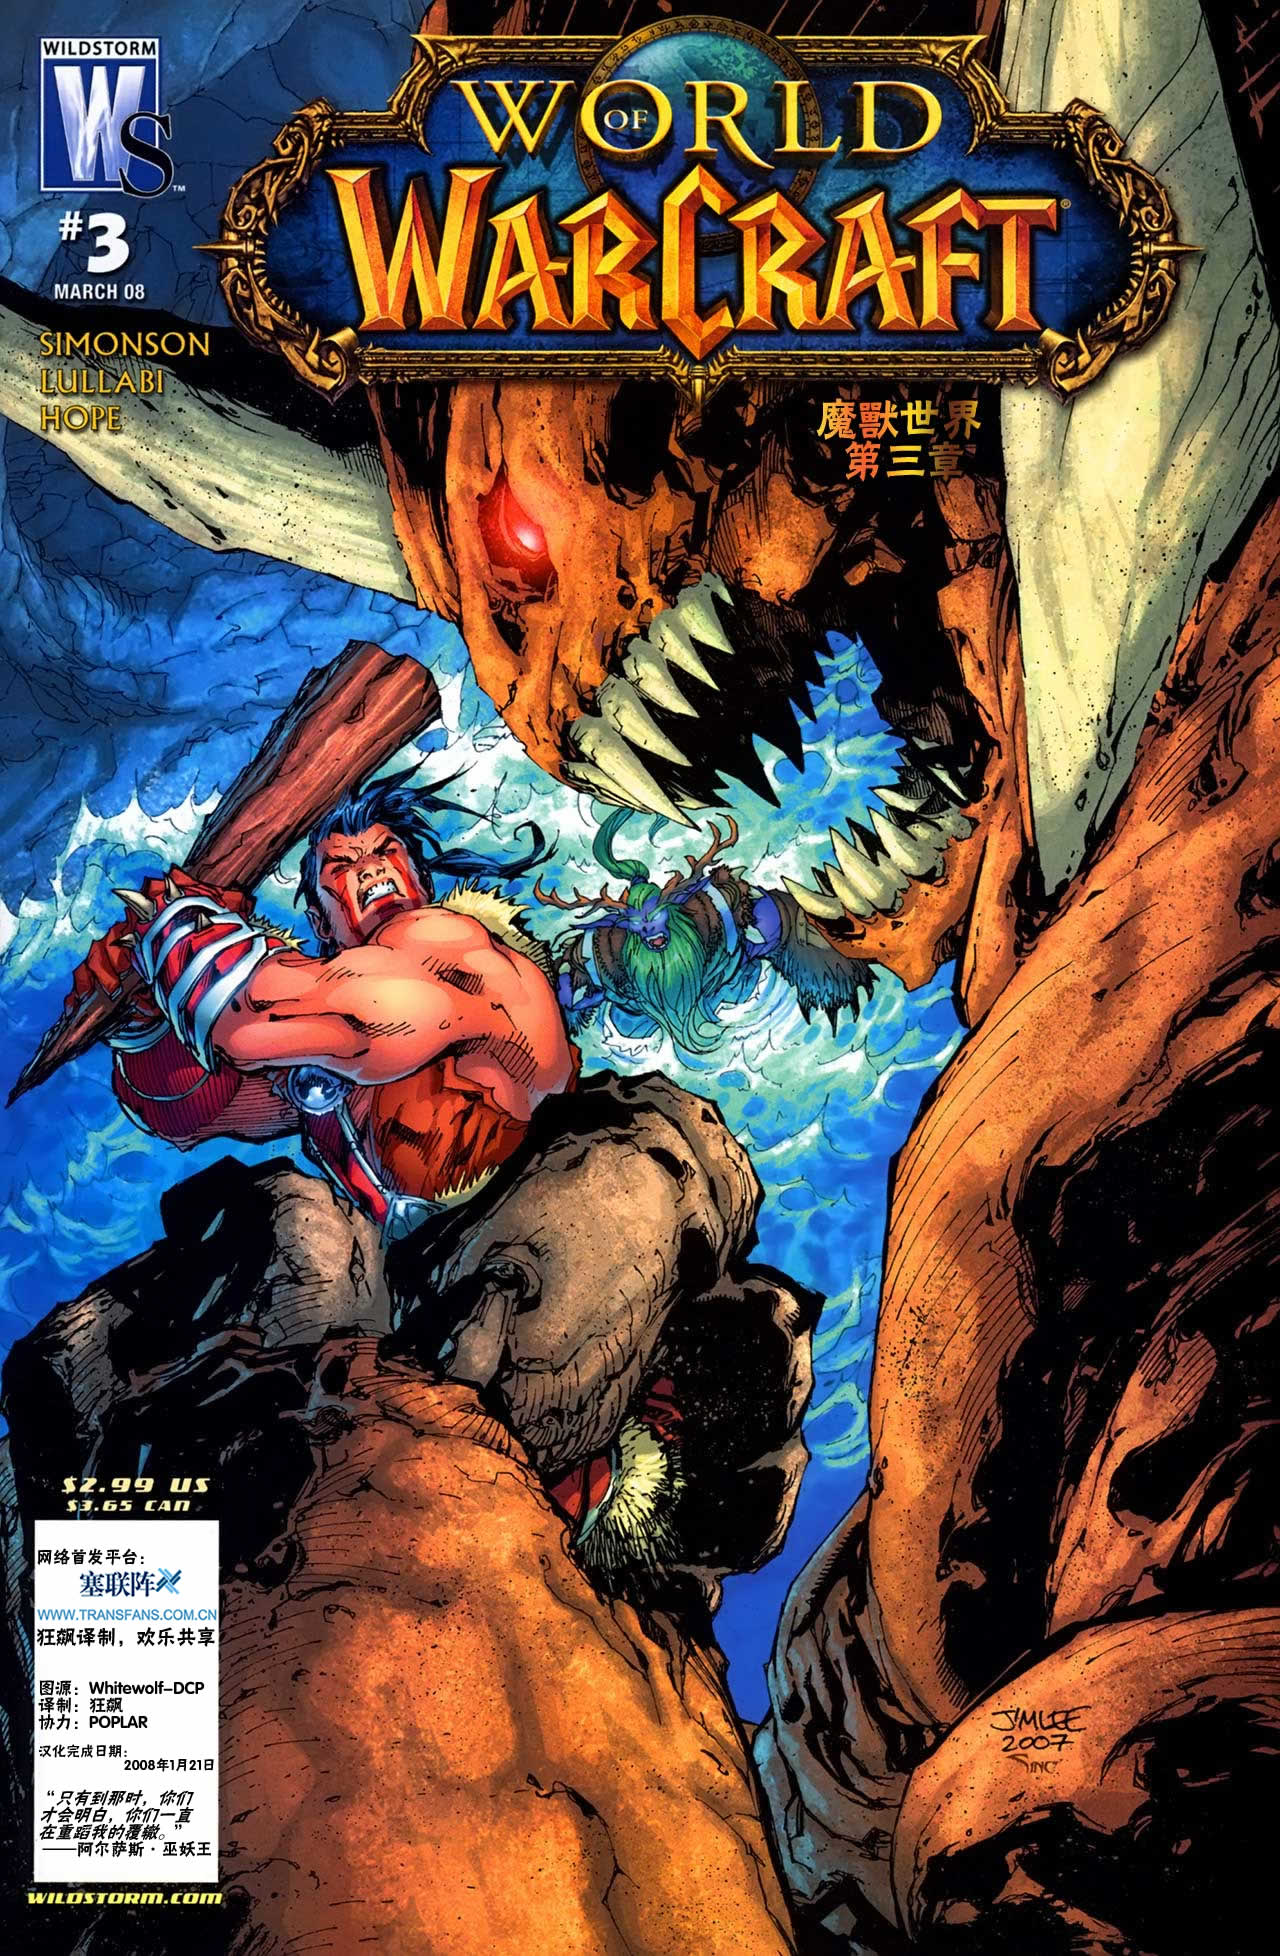 WILDSTORM
WS™
#3
MARCH 08
SIMONSON
LULLABI
HOPE
WORLD
OF
WARCRAFT®
魔獸世界
第三章
$2.99 US
$3.65 CAN
网络首发平台：
塞联阵
WWW.TRANSFANS.COM.CN
狂飙译制，欢乐共享
图源：Whitewolf-DCP
译制：狂飙
协力：POPLAR
汉化完成日期：
2008年1月21日
“只有到那时，你们
才会明白，你们一直
在重蹈我的覆辙。”
——阿尔萨斯·巫妖王
WILDSTORM.COM
JIM LEE
2007
SINC